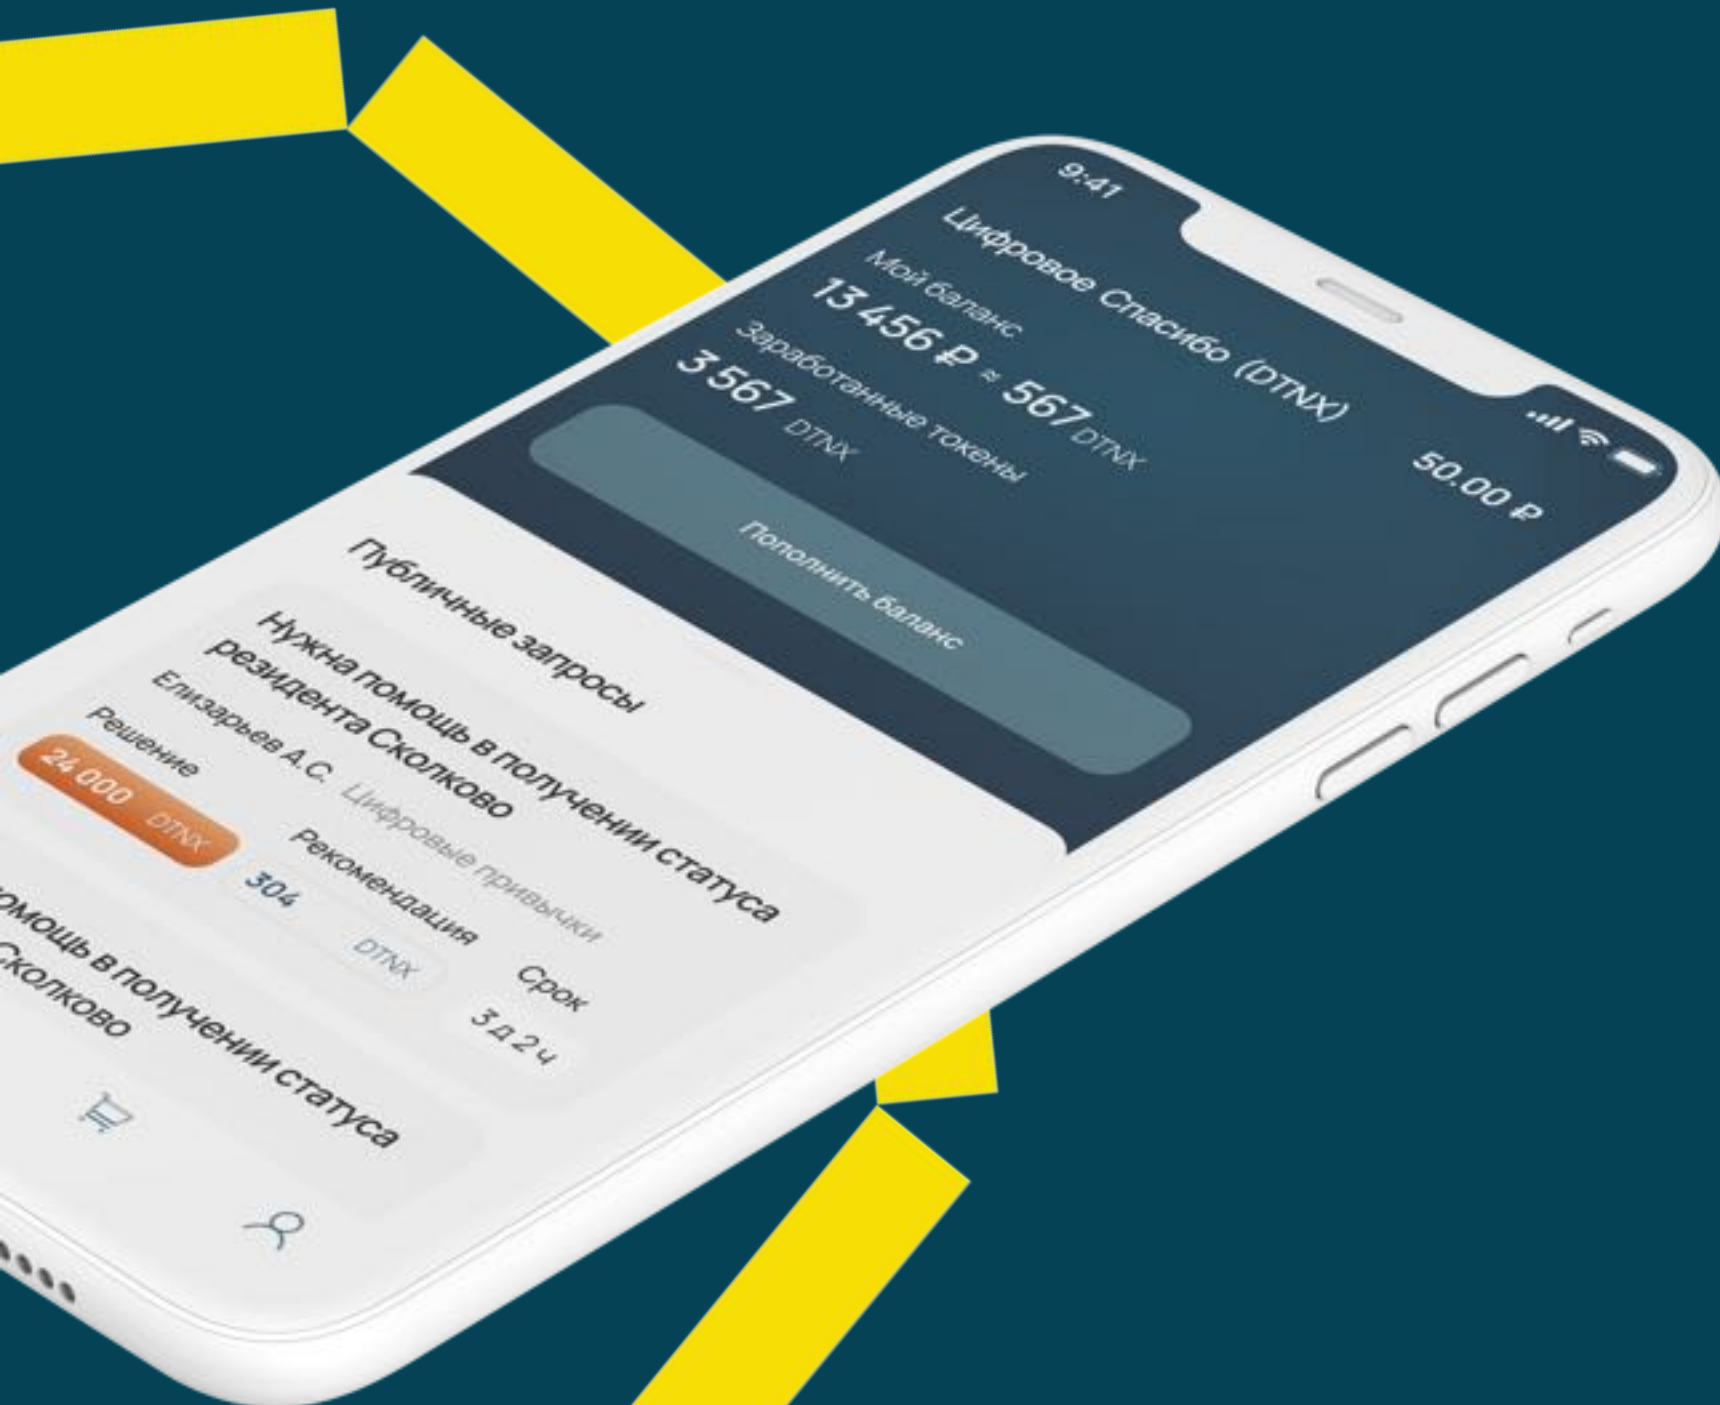 9:41
Цифровое Спасибо (DTNX)
50.00 ₽
Мой баланс
13 456 ₽ ≈ 567 DTNX
Заработанные токены
3 567 DTNX
Пополнить баланс
Публичные запросы
Нужна помощь в получении статуса
резидента Сколково
Елизарьев А.С. Цифровые привычки
Решение Рекомендация Срок
24 000 DTNX 304 DTNX 3 д 2 ч
омощь в получении статуса
Сколково